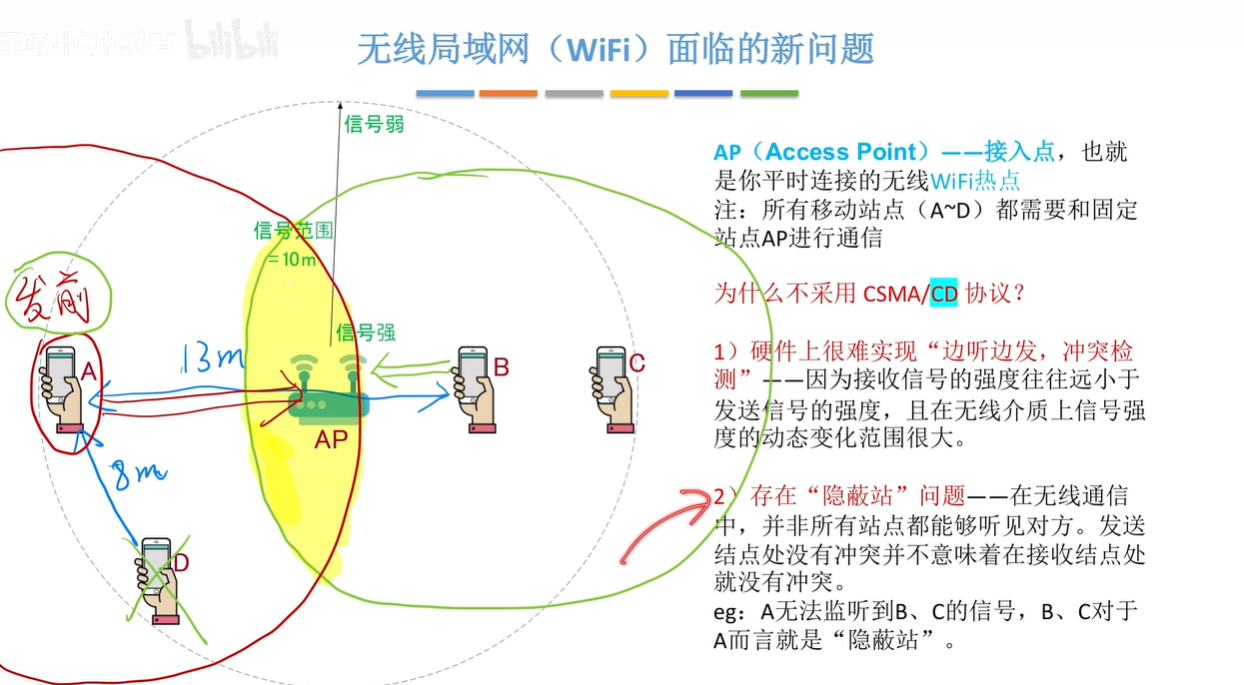 bilibili
无线局域网（WiFi）面临的新问题
信号弱
信号范围
=10m
信号强
发前
A
13m
B
C
AP
8m
D
AP（Access Point）——接入点，也就
是你平时连接的无线WiFi热点
注：所有移动站点（A~D）都需要和固定
站点AP进行通信
为什么不采用 CSMA/CD 协议？
1）硬件上很难实现“边听边发，冲突检
测”——因为接收信号的强度往往远小于
发送信号的强度，且在无线介质上信号强
度的动态变化范围很大。
2）存在“隐蔽站”问题——在无线通信
中，并非所有站点都能够听见对方。发送
结点处没有冲突并不意味着在接收结点处
就没有冲突。
eg：A无法监听到B、C的信号，B、C对于
A而言就是“隐蔽站”。